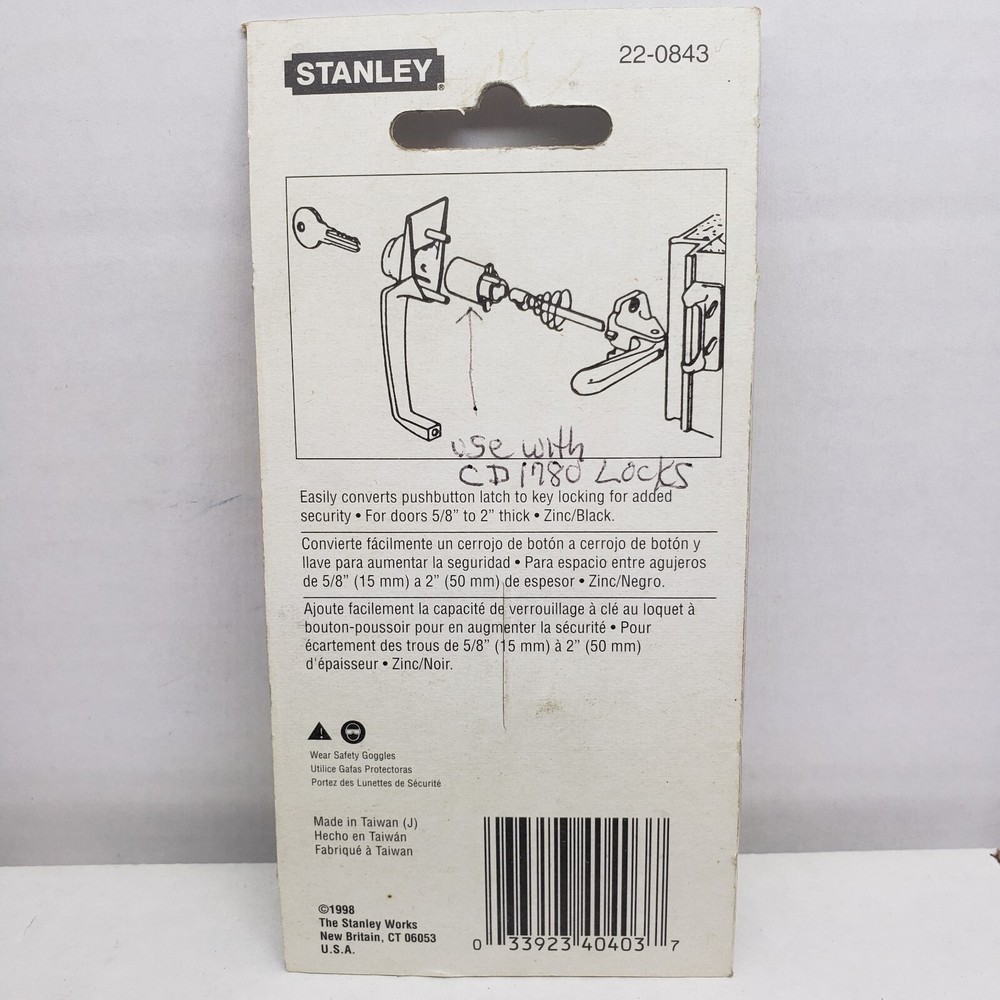 STANLEY®
22-0843
use with
CD1780 Locks
Easily converts pushbutton latch to key locking for added
security • For doors 5/8" to 2" thick • Zinc/Black.
Convierte fácilmente un cerrojo de botón a cerrojo de botón y
llave para aumentar la seguridad • Para espacio entre agujeros
de 5/8" (15 mm) a 2" (50 mm) de espesor • Zinc/Negro.
Ajoute facilement la capacité de verrouillage à clé au loquet à
bouton-poussoir pour en augmenter la sécurité • Pour
écartement des trous de 5/8" (15 mm) à 2" (50 mm)
d'épaisseur • Zinc/Noir.
Wear Safety Goggles
Utilice Gafas Protectoras
Portez des Lunettes de Sécurité
Made in Taiwan (J)
Hecho en Taiwán
Fabriqué à Taiwan
©1998
The Stanley Works
New Britain, CT 06053
U.S.A.
0 33923 40403 7